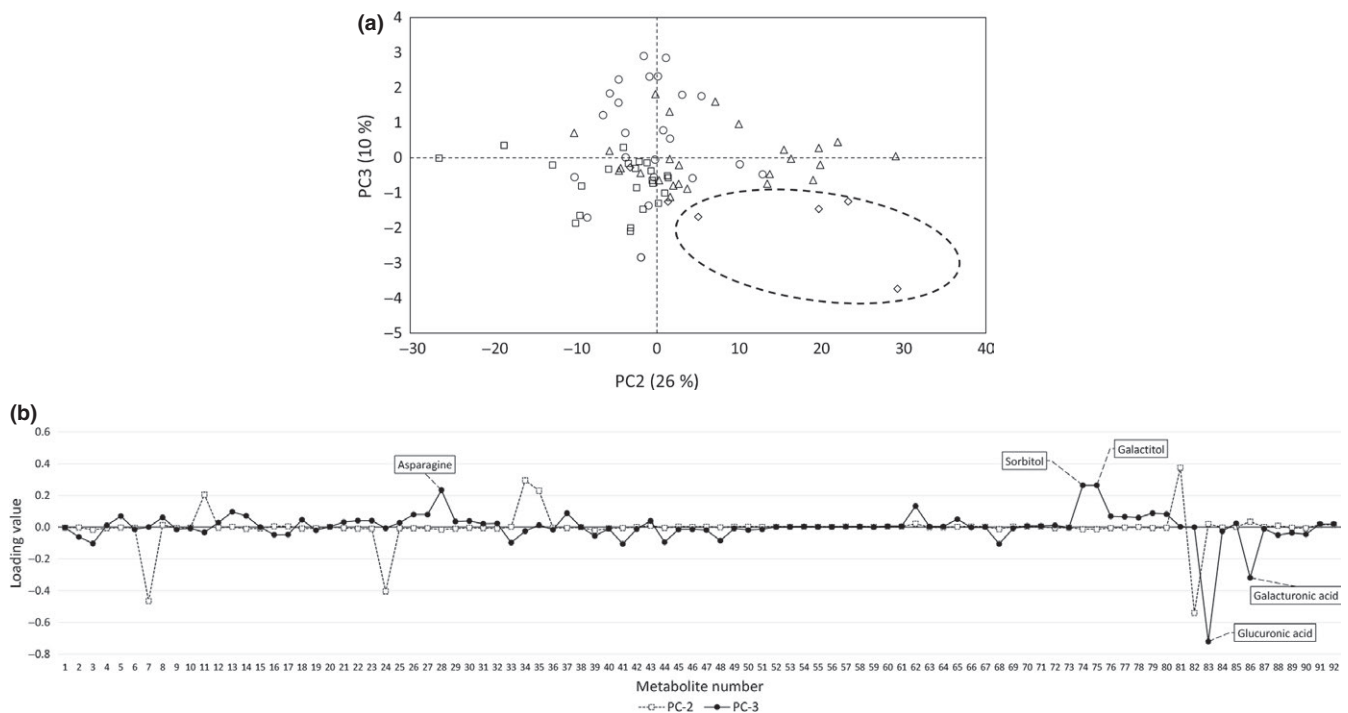 (a)
4
3
2
1
0
−1
−2
−3
−4
−5
PC3 (10 %)
−30 −20 −10 0 10 20 30 40
PC2 (26 %)
(b)
0.6
0.4
0.2
0.0
−0.2
−0.4
−0.6
−0.8
Loading value
Asparagine
Sorbitol
Galactitol
Galacturonic acid
Glucuronic acid
1 2 3 4 5 6 7 8 9 10 11 12 13 14 15 16 17 18 19 20 21 22 23 24 25 26 27 28 29 30 31 32 33 34 35 36 37 38 39 40 41 42 43 44 45 46 47 48 49 50 51 52 53 54 55 56 57 58 59 60 61 62 63 64 65 66 67 68 69 70 71 72 73 74 75 76 77 78 79 80 81 82 83 84 85 86 87 88 89 90 91 92
Metabolite number
PC-2 PC-3